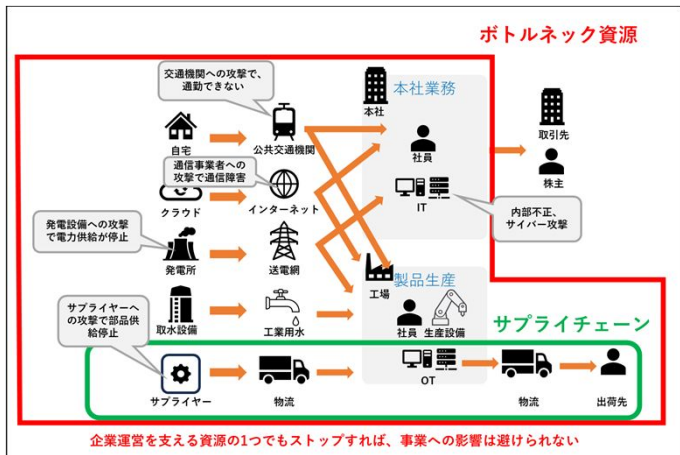 ボトルネック資源
交通機関への攻撃で、
通勤できない
本社業務
本社
取引先
自宅
公共交通機関
社員
株主
通信事業者への
攻撃で通信障害
クラウド
インターネット
IT
内部不正、
サイバー攻撃
発電設備への攻撃
で電力供給が停止
発電所
送電網
製品生産
工場
サプライヤーへ
の攻撃で部品供
給停止
取水設備
工業用水
社員
生産設備
サプライチェーン
OT
サプライヤー
物流
物流
出荷先
企業運営を支える資源の1つでもストップすれば、事業への影響は避けられない